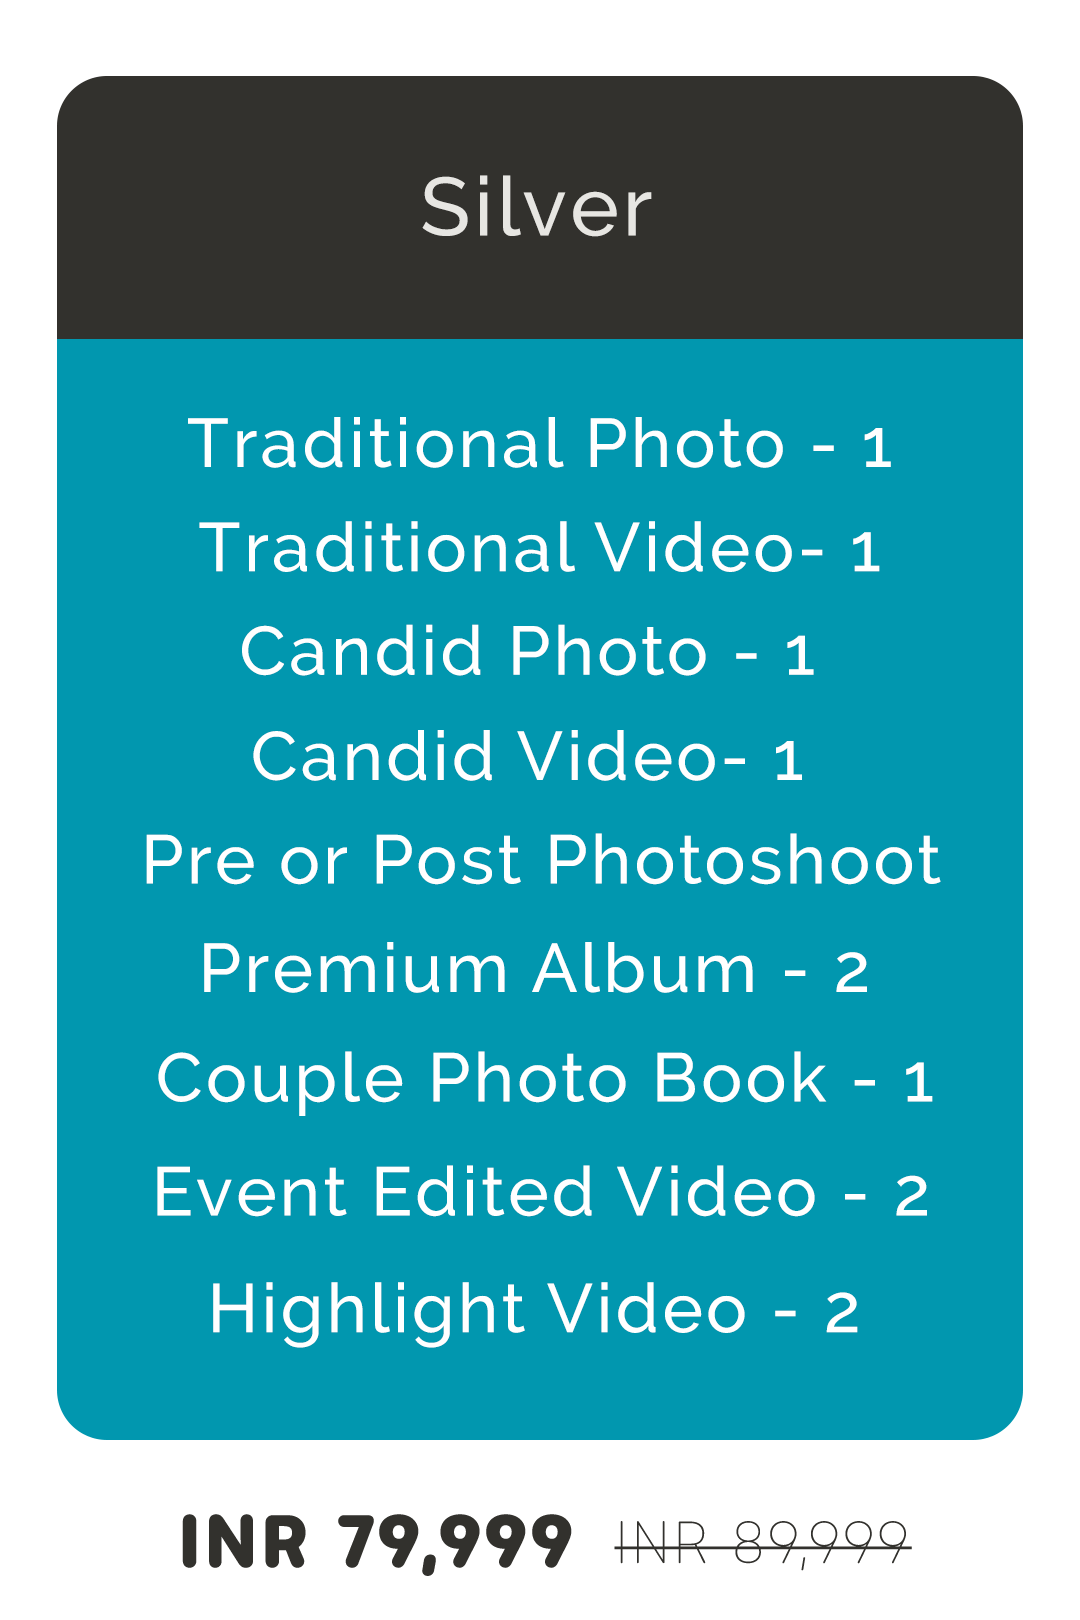 Silver
Traditional Photo - 1
Traditional Video- 1
Candid Photo - 1
Candid Video- 1
Pre or Post Photoshoot
Premium Album - 2
Couple Photo Book - 1
Event Edited Video - 2
Highlight Video - 2
INR 79,999 INR 89,999